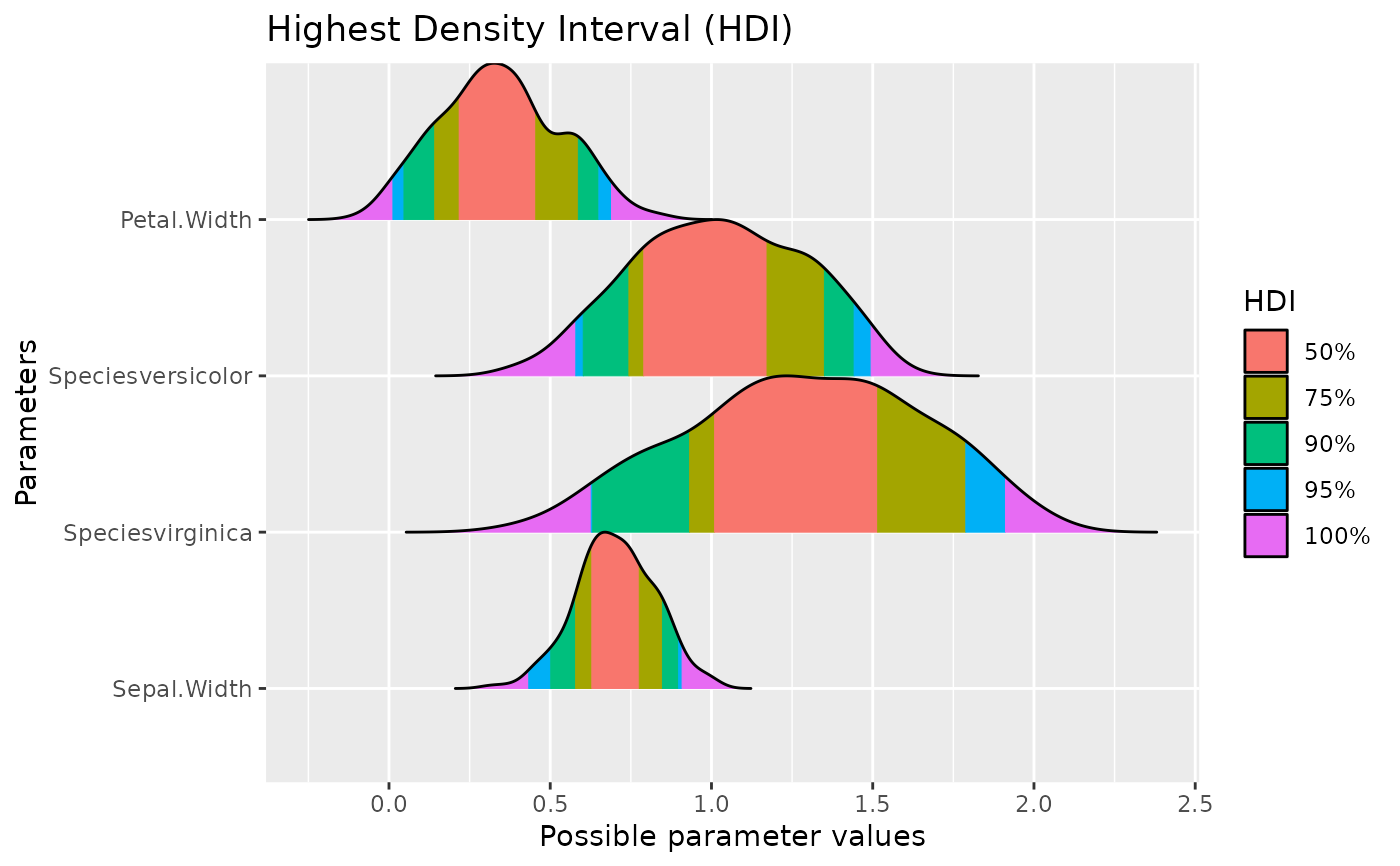 Highest Density Interval (HDI)
Parameters
Petal.Width
Speciesversicolor
Speciesvirginica
Sepal.Width
0.0
0.5
1.0
1.5
2.0
2.5
Possible parameter values
HDI
50%
75%
90%
95%
100%